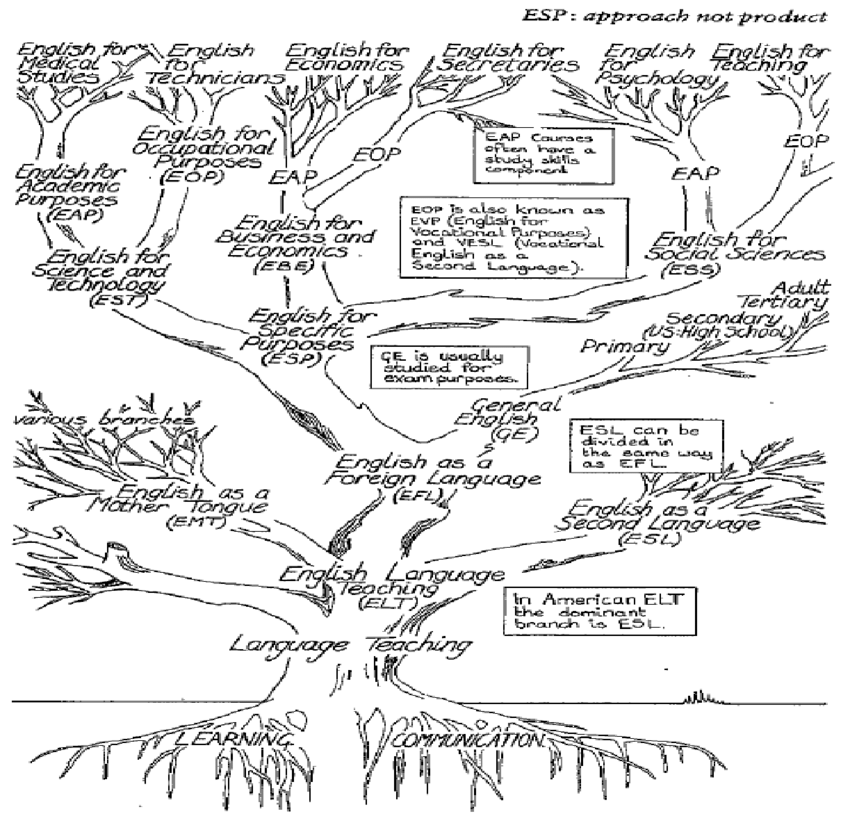 ESP: approach not product
English for
Medical
Studies
English
for
Technicians
English for
Economics
English for
Secretaries
English
for
Psychology
English for
Teaching
English for
Academic
Purposes
(EAP)
English for
Occupational
Purposes
(EOP)
EAP
EOP
EAP Courses
often have a
study skills
component
EAP
EOP
EOP is also known as
EVP (English for
Vocational Purposes)
and VESL (Vocational
English as a
Second Language).
English for
Science and
Technology
(EST)
English for
Business and
Economics
(EBE)
English for
Social Sciences
(ESS)
English for
Specific
Purposes
(ESP)
Adult
Tertiary
Secondary
(US:High School)
Primary
GE is usually
studied for
exam purposes.
General
English
(GE)
various branches
ESL can be
divided in
the same way
as EFL.
English as a
Mother Tongue
(EMT)
English as a
Foreign Language
(EFL)
English as a
Second Language
(ESL)
English Language
Teaching
(ELT)
In American ELT
the dominant
branch is ESL.
Language Teaching
LEARNING
COMMUNICATION